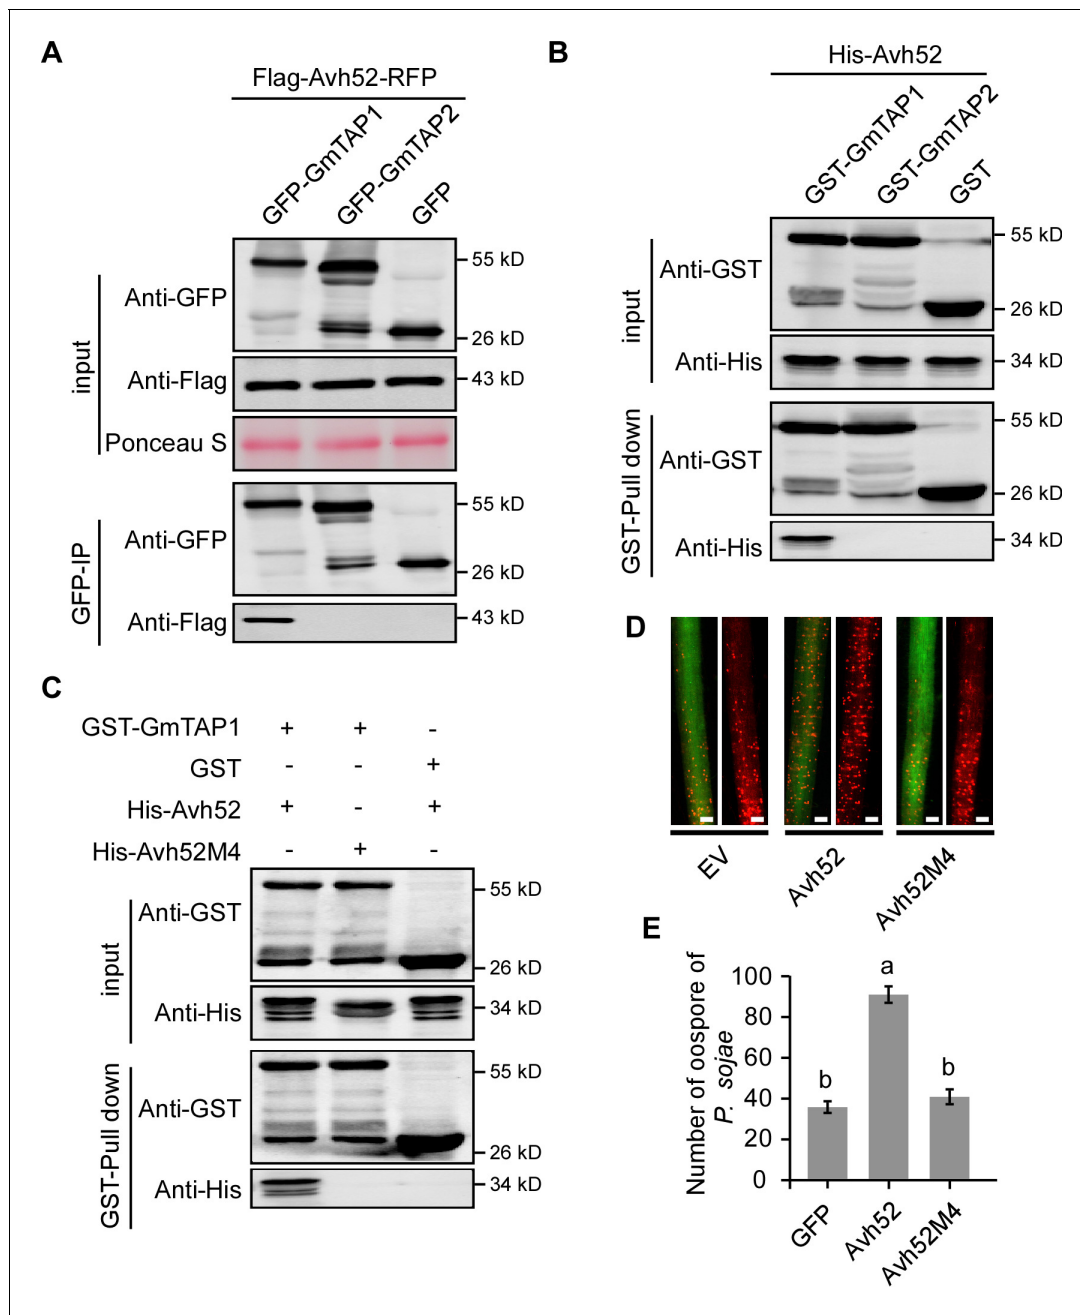 A
Flag-Avh52-RFP
GFP-GmTAP1
GFP-GmTAP2
GFP
input
Anti-GFP
55 kD
26 kD
Anti-Flag
43 kD
Ponceau S
GFP-IP
Anti-GFP
55 kD
26 kD
Anti-Flag
43 kD
B
His-Avh52
GST-GmTAP1
GST-GmTAP2
GST
input
Anti-GST
55 kD
26 kD
Anti-His
34 kD
GST-Pull down
Anti-GST
55 kD
26 kD
Anti-His
34 kD
C
GST-GmTAP1 + + -
GST - - +
His-Avh52 + - +
His-Avh52M4 - + -
input
Anti-GST
55 kD
26 kD
Anti-His
34 kD
GST-Pull down
Anti-GST
55 kD
26 kD
Anti-His
34 kD
D
EV
Avh52
Avh52M4
E
Number of oospore of
P. sojae
100
80
60
40
20
0
b
a
b
GFP
Avh52
Avh52M4